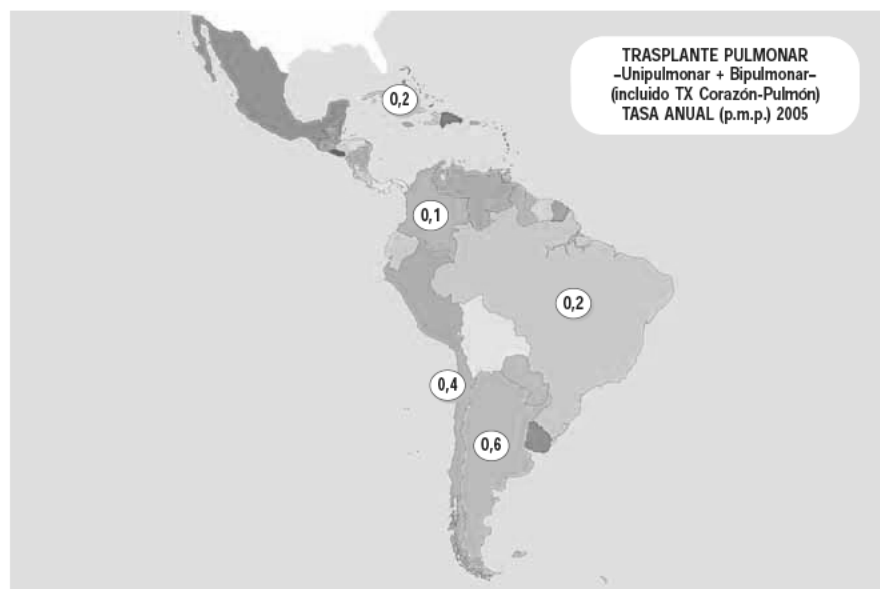 TRASPLANTE PULMONAR
–Unipulmonar + Bipulmonar–
(incluido TX Corazón-Pulmón)
TASA ANUAL (p.m.p.) 2005
0,2
0,1
0,2
0,4
0,6